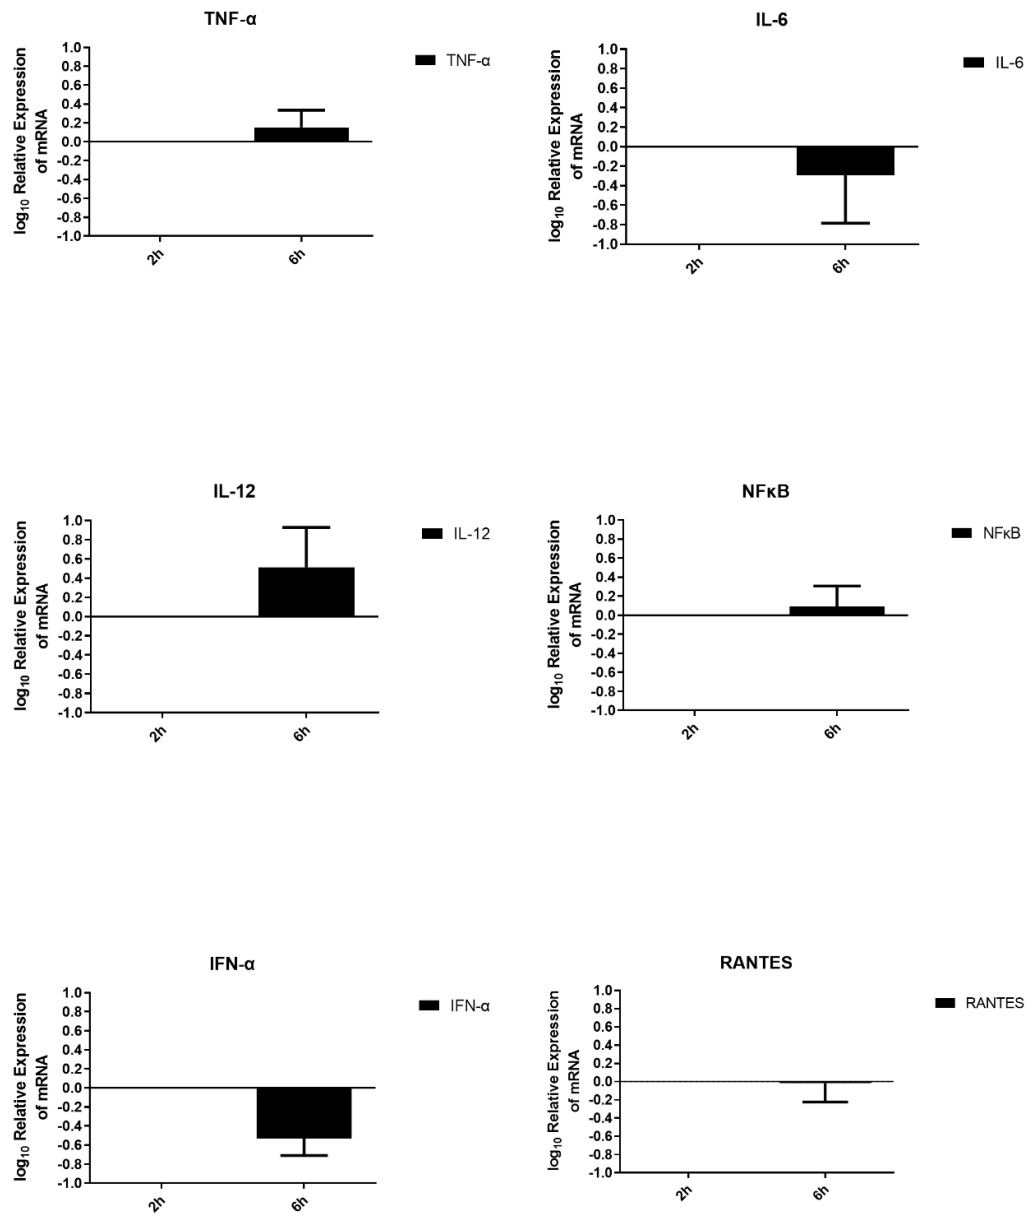 TNF-α
1.0
0.8
0.6
0.4
0.2
0.0
-0.2
-0.4
-0.6
-0.8
-1.0
log10 Relative Expression
of mRNA
2h
6h
TNF-α
IL-6
1.0
0.8
0.6
0.4
0.2
0.0
-0.2
-0.4
-0.6
-0.8
-1.0
log10 Relative Expression
of mRNA
2h
6h
IL-6
IL-12
1.0
0.8
0.6
0.4
0.2
0.0
-0.2
-0.4
-0.6
-0.8
-1.0
log10 Relative Expression
of mRNA
2h
6h
IL-12
NFκB
1.0
0.8
0.6
0.4
0.2
0.0
-0.2
-0.4
-0.6
-0.8
-1.0
log10 Relative Expression
of mRNA
2h
6h
NFκB
IFN-α
1.0
0.8
0.6
0.4
0.2
0.0
-0.2
-0.4
-0.6
-0.8
-1.0
log10 Relative Expression
of mRNA
2h
6h
IFN-α
RANTES
1.0
0.8
0.6
0.4
0.2
0.0
-0.2
-0.4
-0.6
-0.8
-1.0
log10 Relative Expression
of mRNA
2h
6h
RANTES